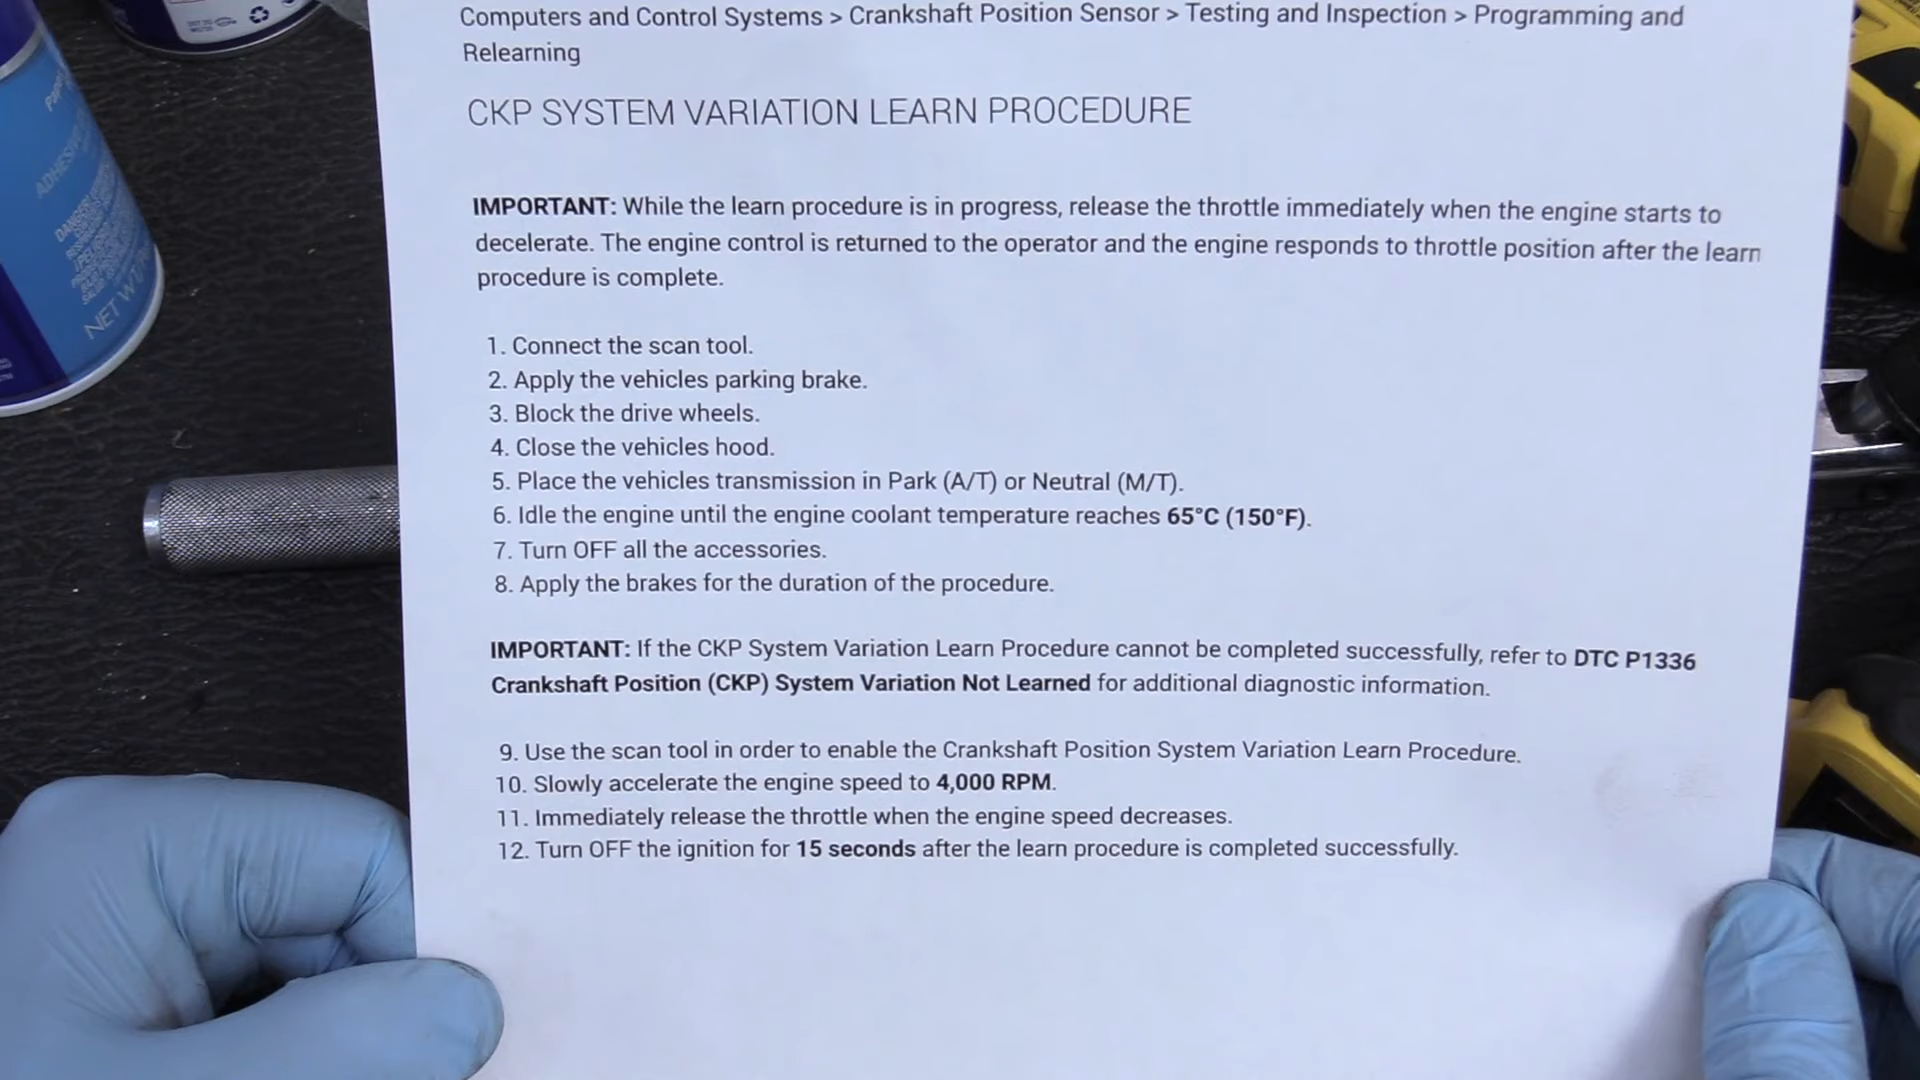 Computers and Control Systems > Crankshaft Position Sensor > Testing and Inspection > Programming and
Relearning
CKP SYSTEM VARIATION LEARN PROCEDURE
IMPORTANT: While the learn procedure is in progress, release the throttle immediately when the engine starts to
decelerate. The engine control is returned to the operator and the engine responds to throttle position after the learn
procedure is complete.
1. Connect the scan tool.
2. Apply the vehicles parking brake.
3. Block the drive wheels.
4. Close the vehicles hood.
5. Place the vehicles transmission in Park (A/T) or Neutral (M/T).
6. Idle the engine until the engine coolant temperature reaches 65°C (150°F).
7. Turn OFF all the accessories.
8. Apply the brakes for the duration of the procedure.
IMPORTANT: If the CKP System Variation Learn Procedure cannot be completed successfully, refer to DTC P1336
Crankshaft Position (CKP) System Variation Not Learned for additional diagnostic information.
9. Use the scan tool in order to enable the Crankshaft Position System Variation Learn Procedure.
10. Slowly accelerate the engine speed to 4,000 RPM.
11. Immediately release the throttle when the engine speed decreases.
12. Turn OFF the ignition for 15 seconds after the learn procedure is completed successfully.
NET WT